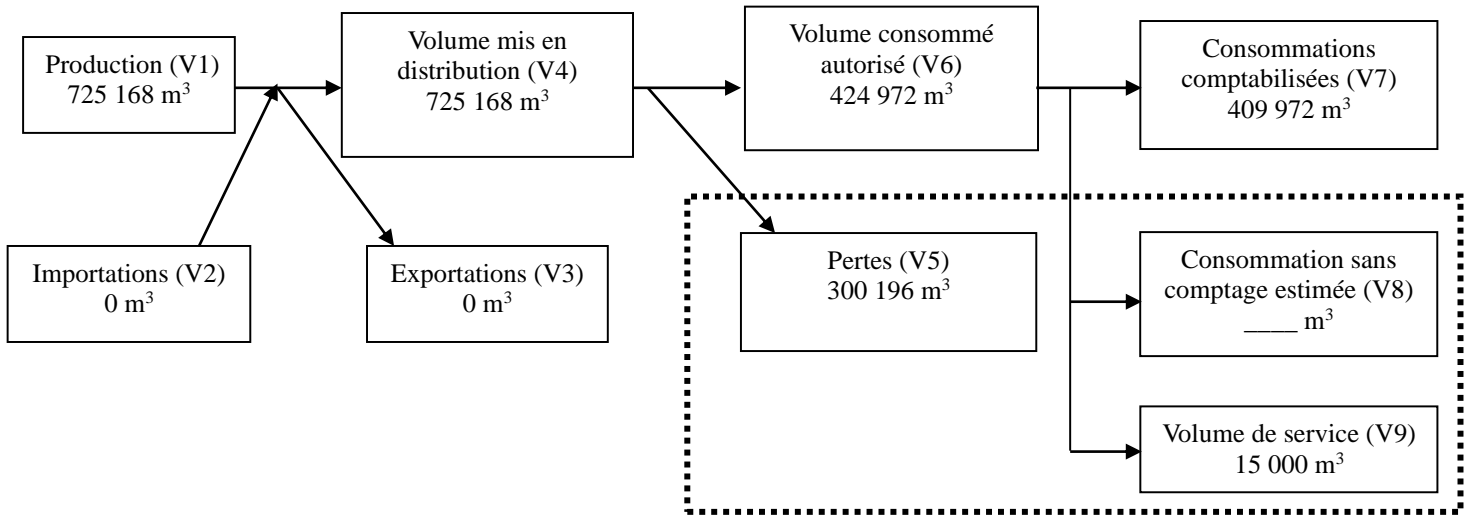 Production (V1)
725 168 m³
Volume mis en
distribution (V4)
725 168 m³
Volume consommé
autorisé (V6)
424 972 m³
Consommations
comptabilisées (V7)
409 972 m³
Importations (V2)
0 m³
Exportations (V3)
0 m³
Pertes (V5)
300 196 m³
Consommation sans
comptage estimée (V8)
____ m³
Volume de service (V9)
15 000 m³